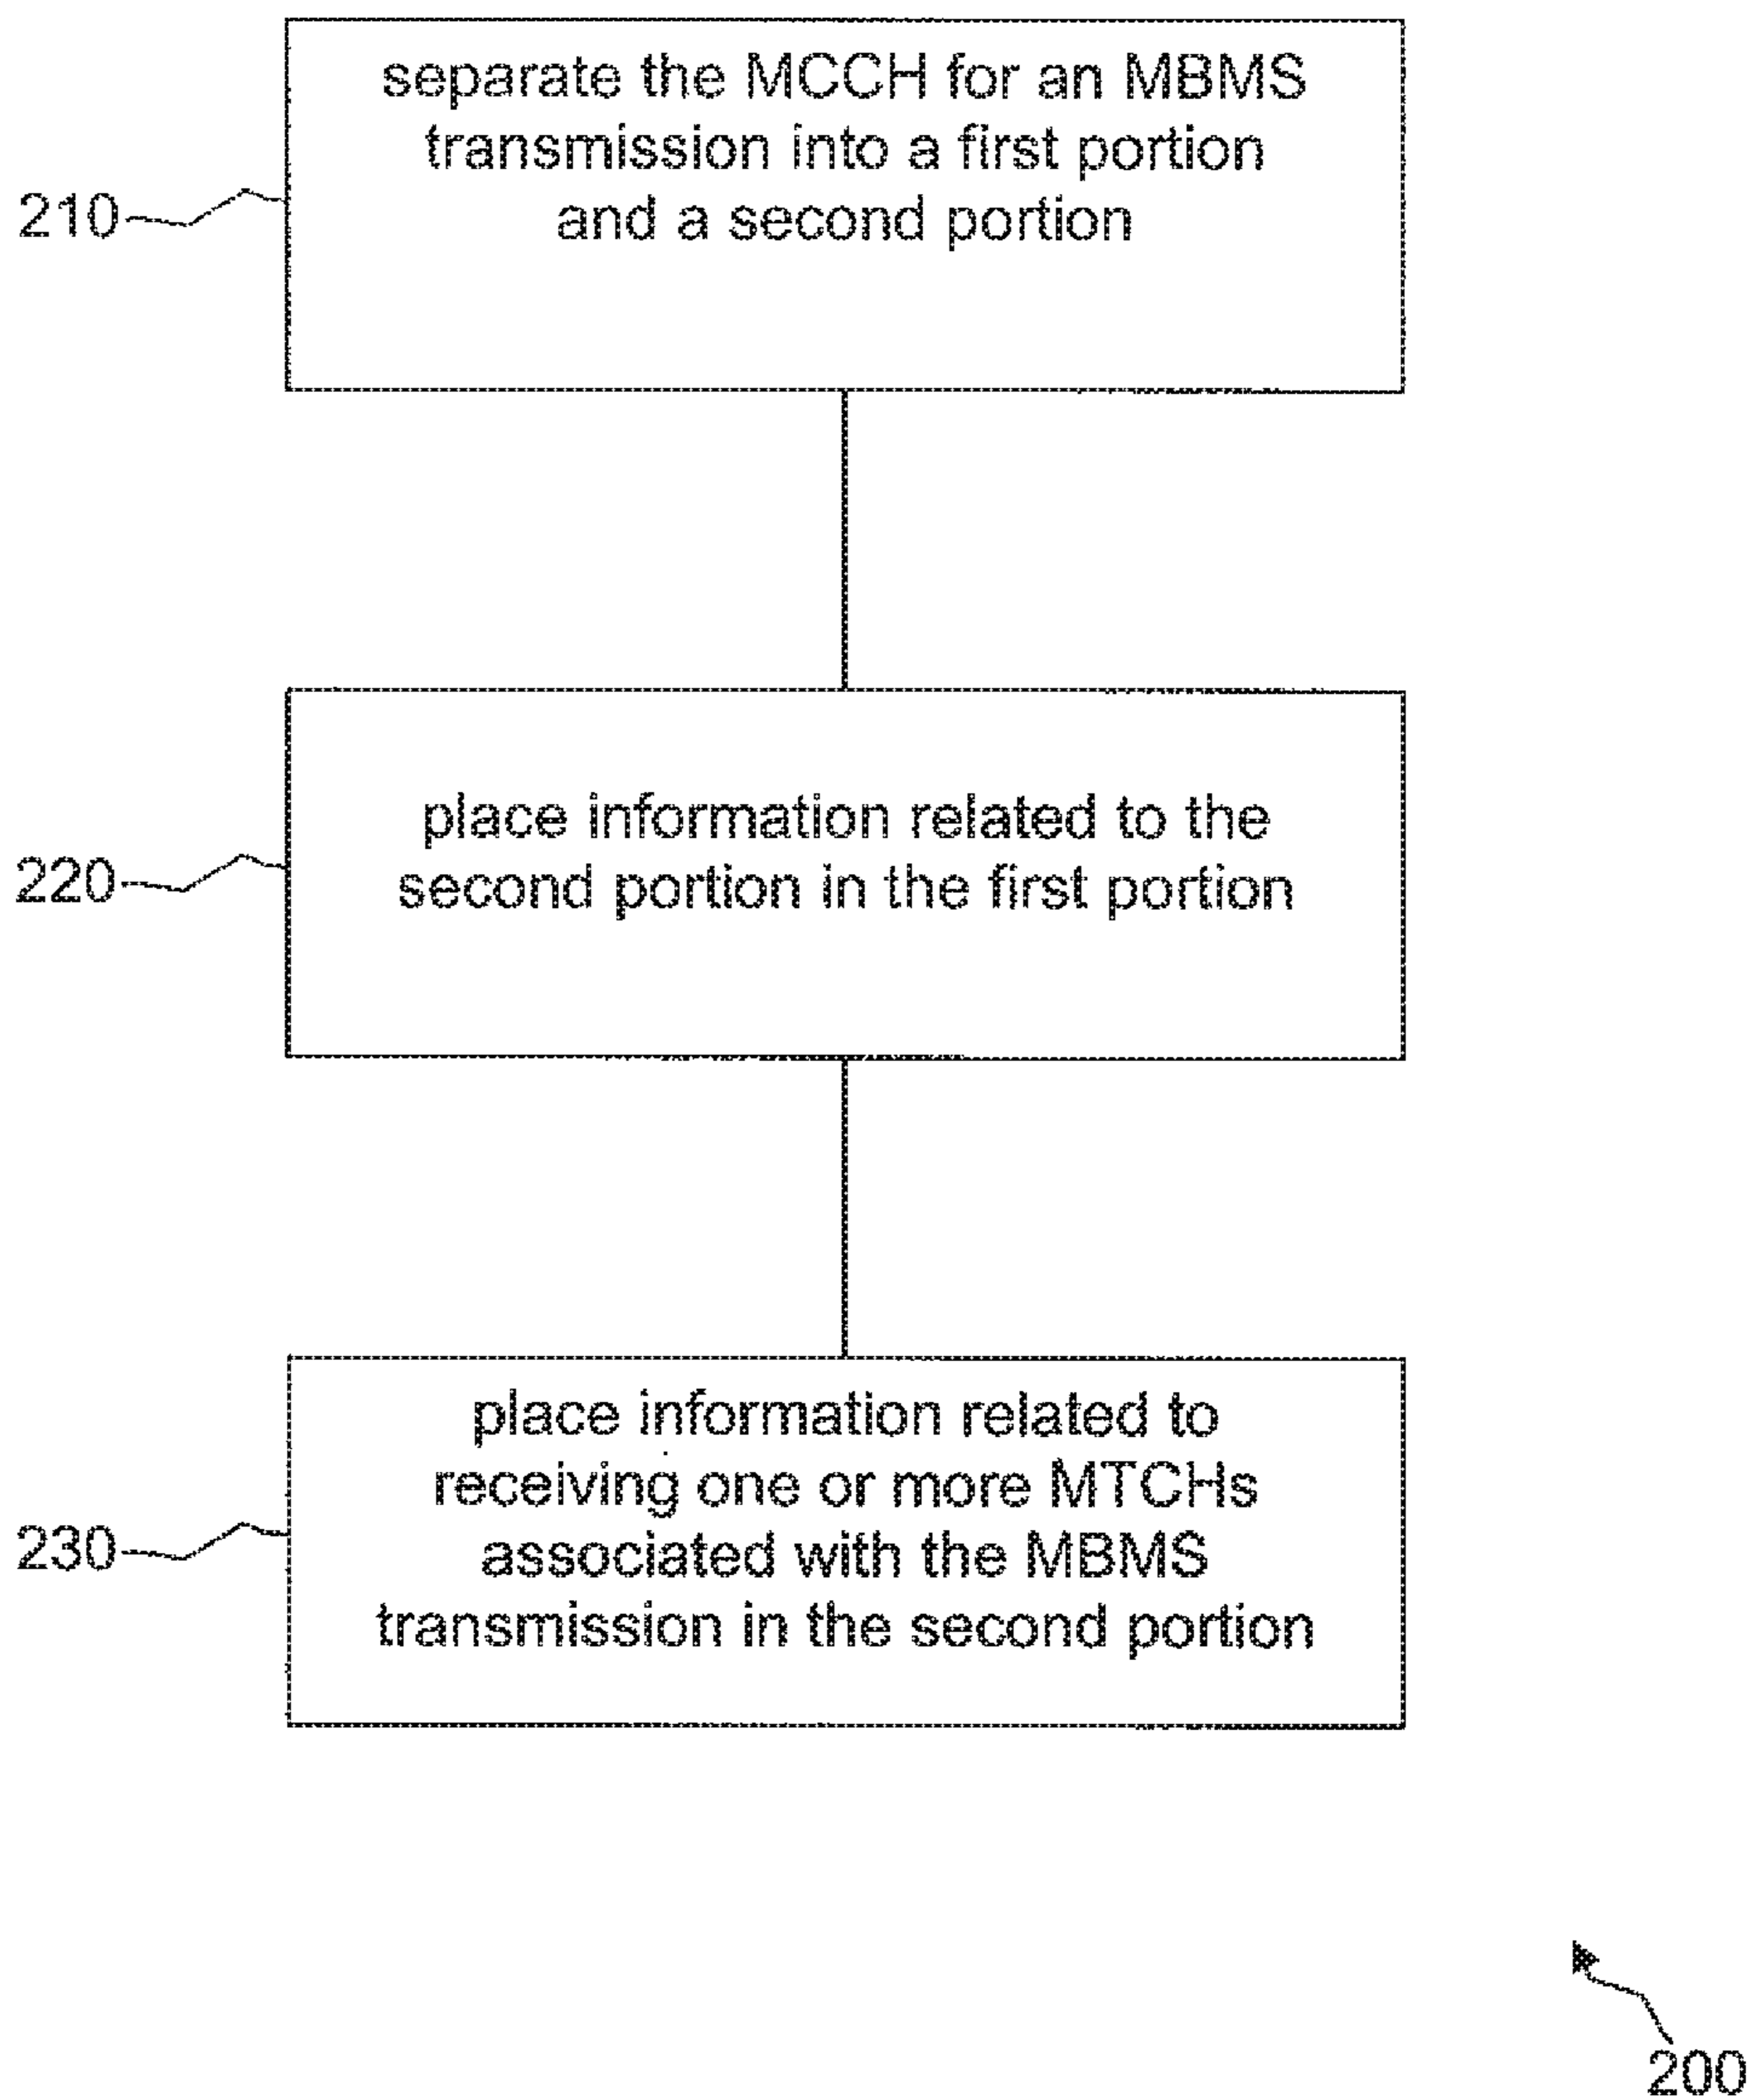 separate the MCCH for an MBMS
transmission into a first portion
and a second portion
210
place information related to the
second portion in the first portion
220
place information related to
receiving one or more MTCHs
associated with the MBMS
transmission in the second portion
230
200